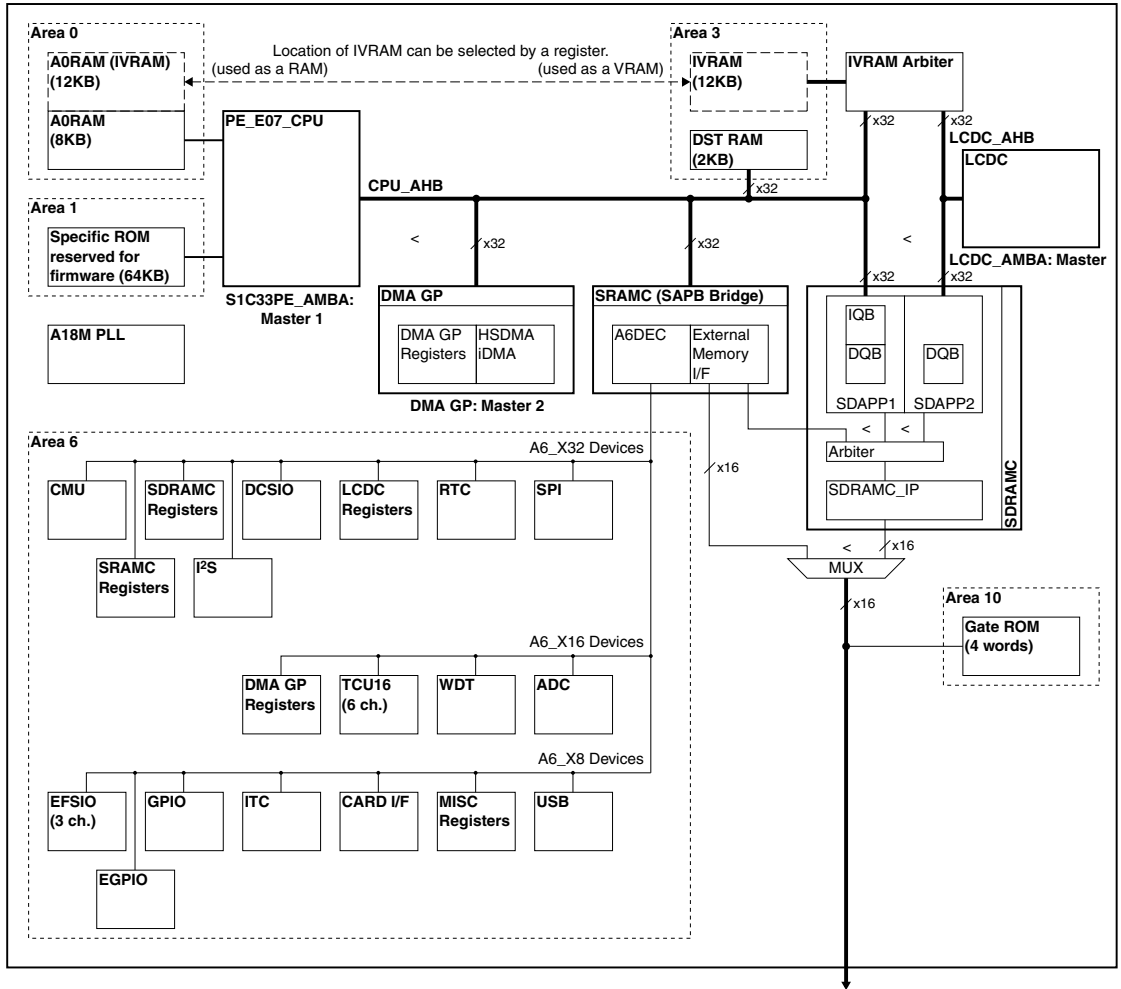 Area 0
A0RAM (IVRAM)
(12KB)
A0RAM
(8KB)
Location of IVRAM can be selected by a register.
(used as a RAM)
(used as a VRAM)
Area 3
IVRAM
(12KB)
DST RAM
(2KB)
IVRAM Arbiter
x32
x32
LCDC_AHB
LCDC
LCDC_AMBA: Master
PE_E07_CPU
S1C33PE_AMBA:
Master 1
CPU_AHB
x32
Area 1
Specific ROM
reserved for
firmware (64KB)
A18M PLL
<
x32
x32
<
x32
x32
DMA GP
DMA GP
Registers
HSDMA
iDMA
DMA GP: Master 2
SRAMC (SAPB Bridge)
A6DEC
External
Memory
I/F
IQB
DQB
DQB
SDAPP1
SDAPP2
<
<
Arbiter
SDRAMC_IP
SDRAMC
x16
<
x16
MUX
x16
Area 10
Gate ROM
(4 words)
Area 6
A6_X32 Devices
CMU
SDRAMC
Registers
DCSIO
LCDC
Registers
RTC
SPI
SRAMC
Registers
I²S
A6_X16 Devices
DMA GP
Registers
TCU16
(6 ch.)
WDT
ADC
A6_X8 Devices
EFSIO
(3 ch.)
GPIO
ITC
CARD I/F
MISC
Registers
USB
EGPIO